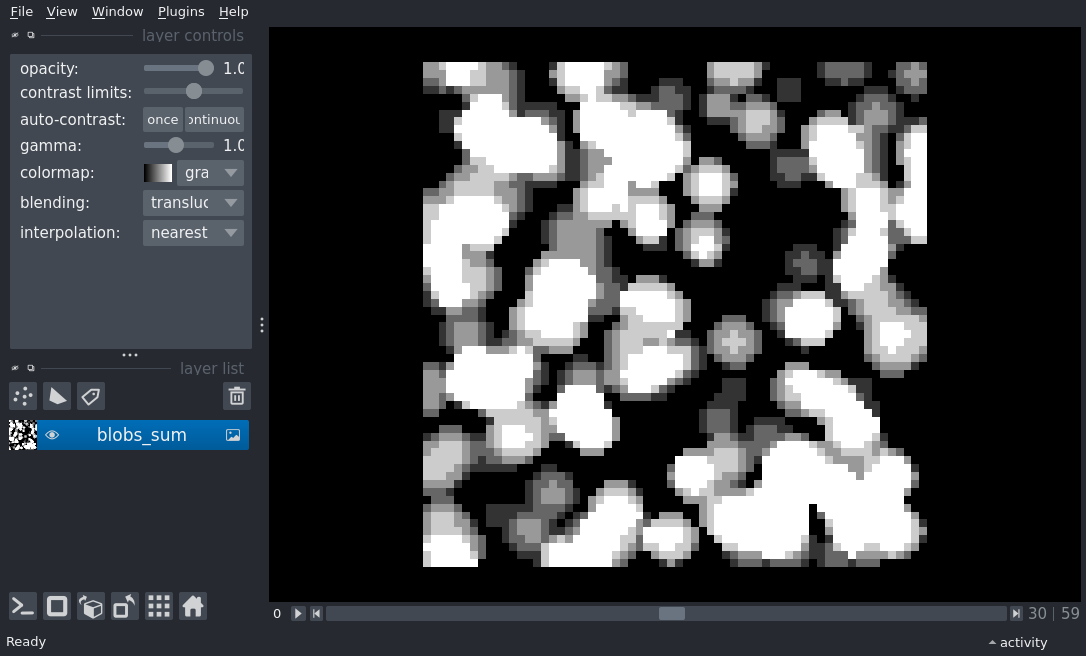 File View Window Plugins Help
layer controls
opacity: 1.0
contrast limits:
auto-contrast: once ontinuou
gamma: 1.0
colormap: gra
blending: transluc
interpolation: nearest
layer list
blobs_sum
0 30 | 59
Ready activity